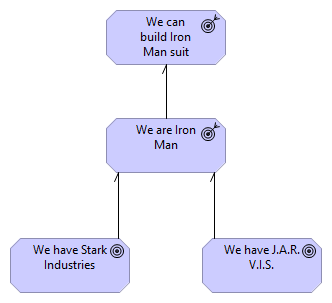 We can
build Iron
Man suit
We are Iron
Man
We have Stark
Industries
We have J.A.R.
V.I.S.